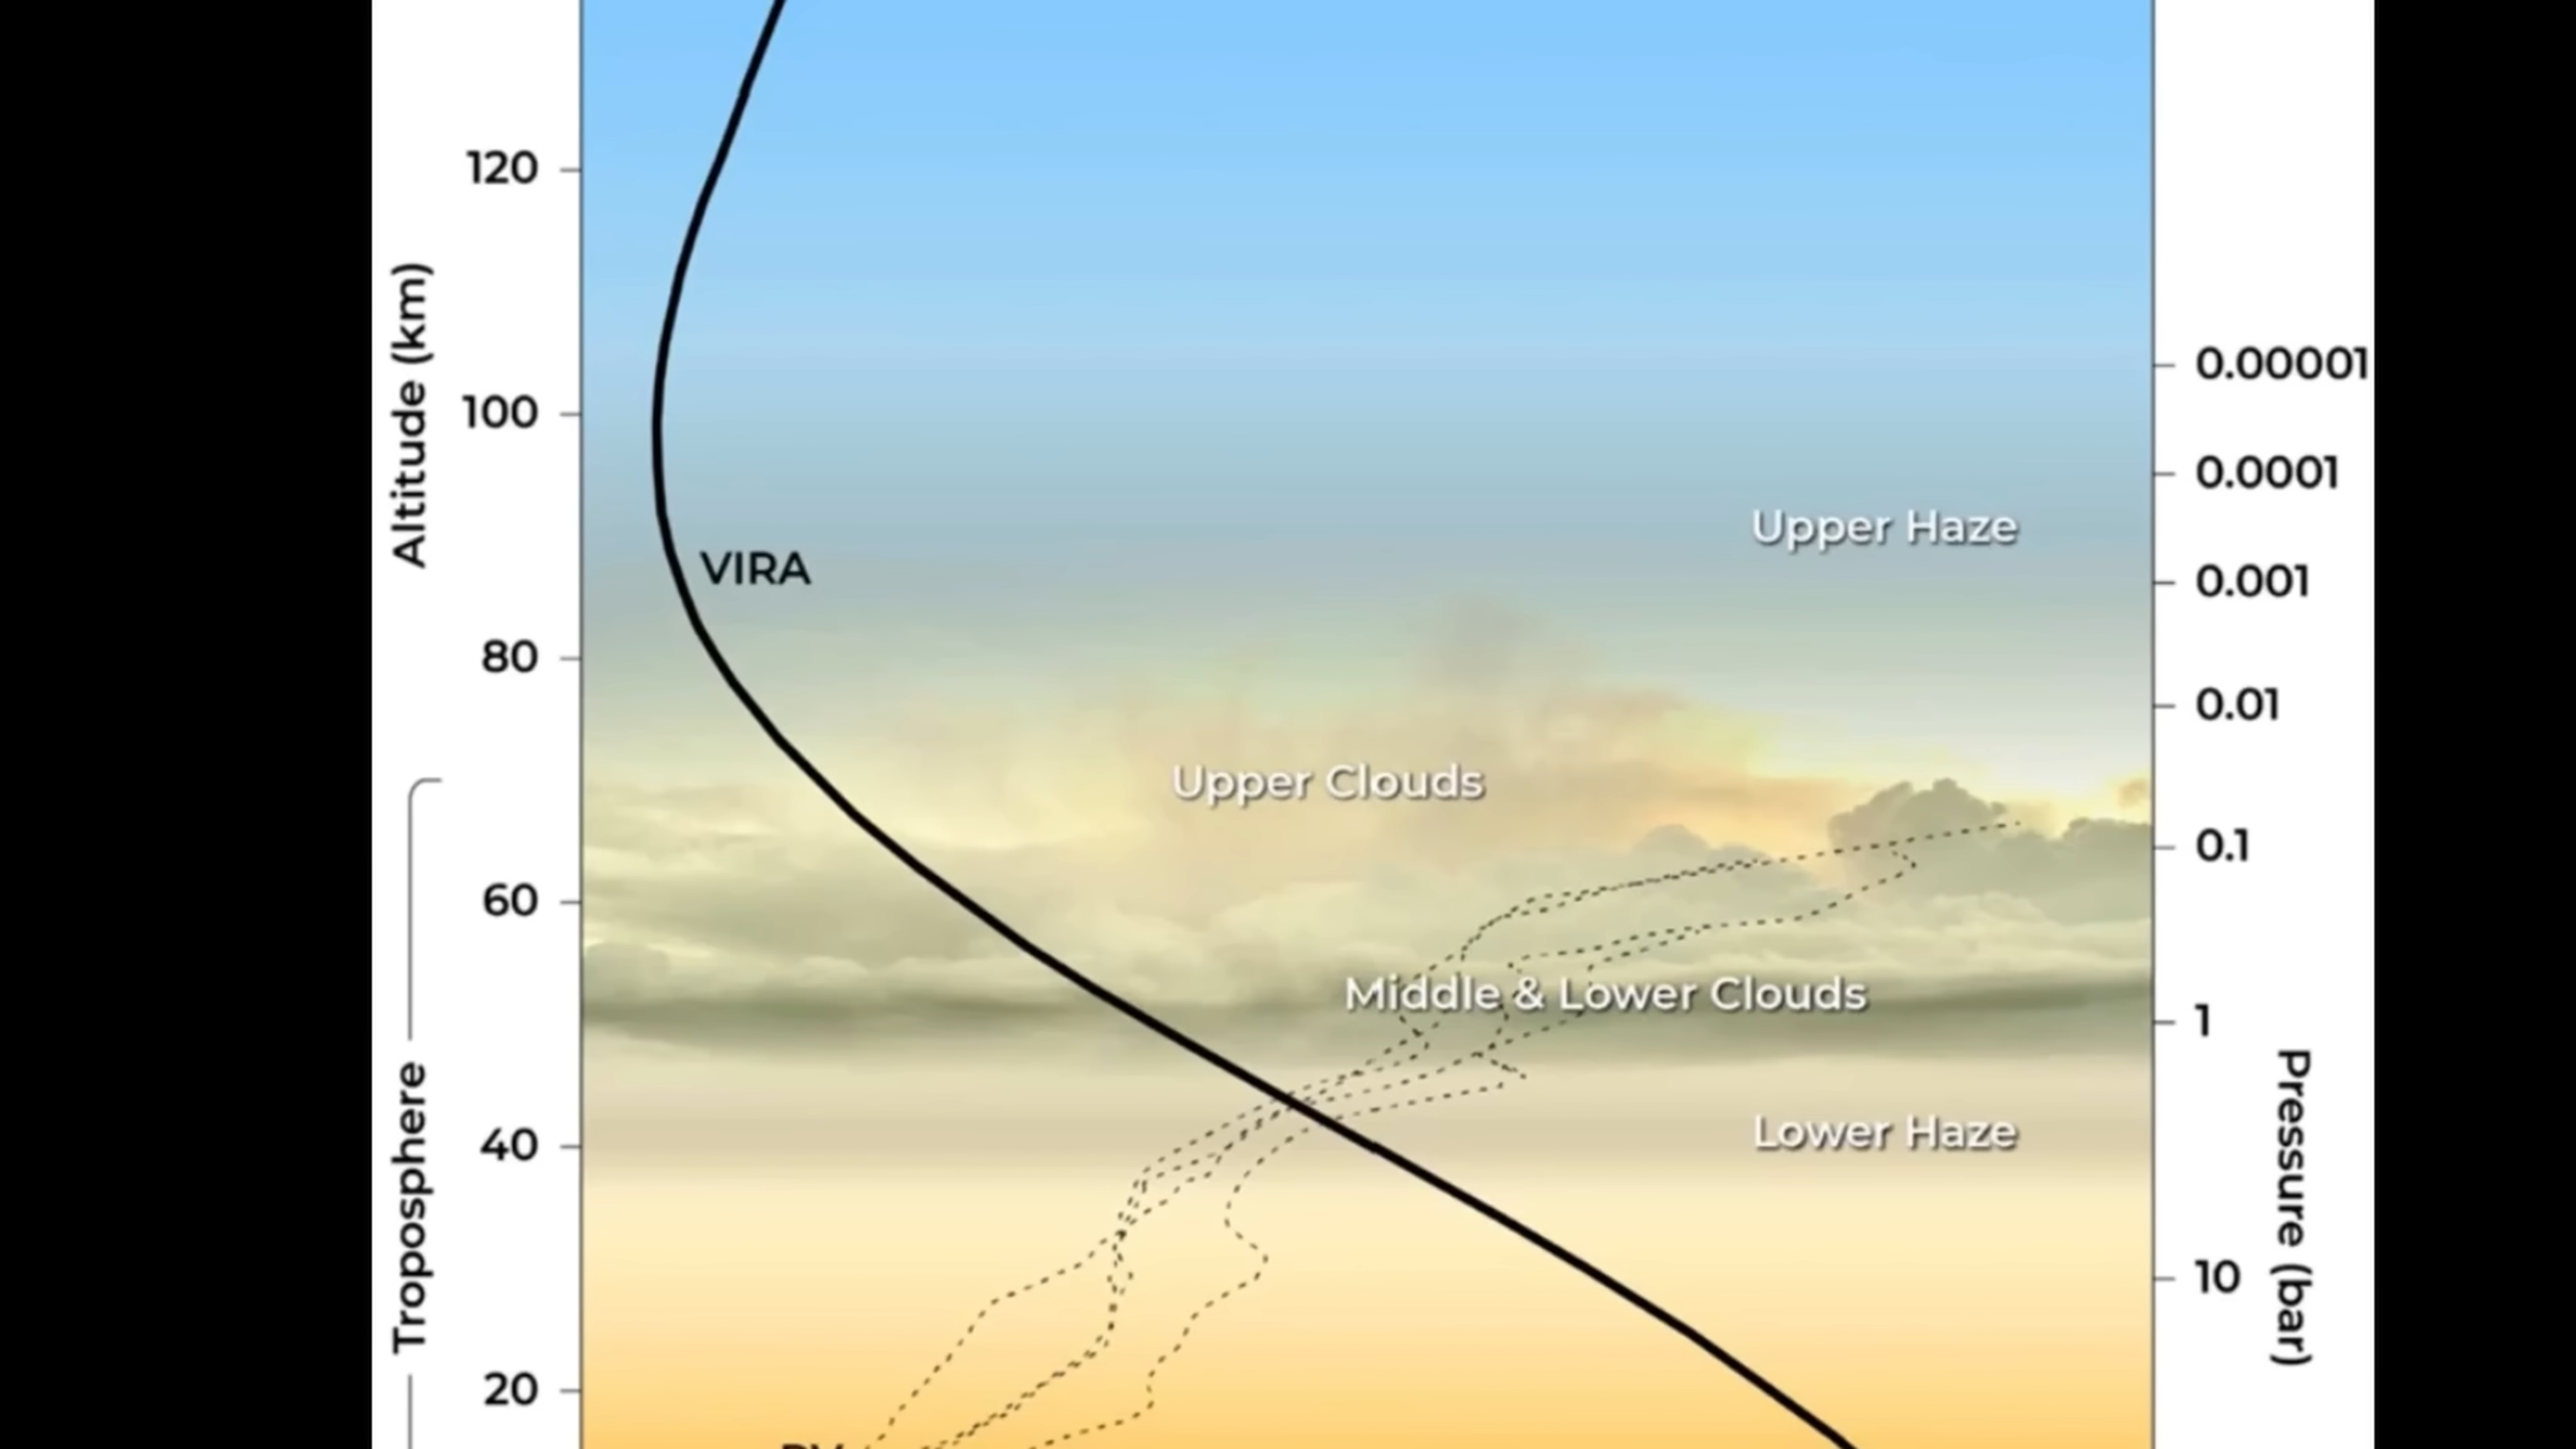 120
100
80
60
40
20
Altitude (km)
Troposphere
VIRA
Upper Haze
Upper Clouds
Middle & Lower Clouds
Lower Haze
0.00001
0.0001
0.001
0.01
0.1
1
10
Pressure (bar)